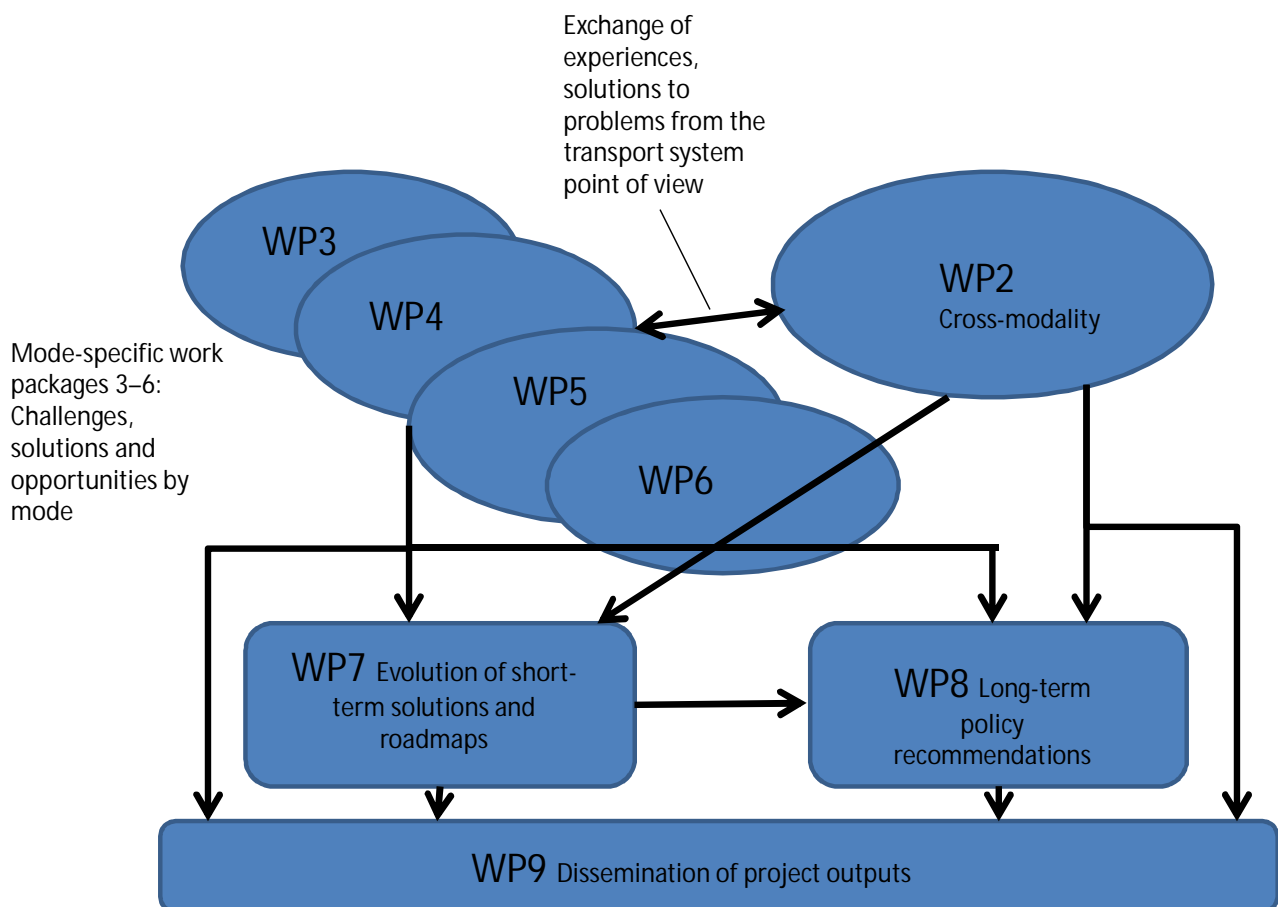 Exchange of
experiences,
solutions to
problems from the
transport system
point of view
WP3
WP4
WP5
WP6
WP2
Cross-modality
Mode-specific work
packages 3–6:
Challenges,
solutions and
opportunities by
mode
WP7 Evolution of short-
term solutions and
roadmaps
WP8 Long-term
policy
recommendations
WP9 Dissemination of project outputs